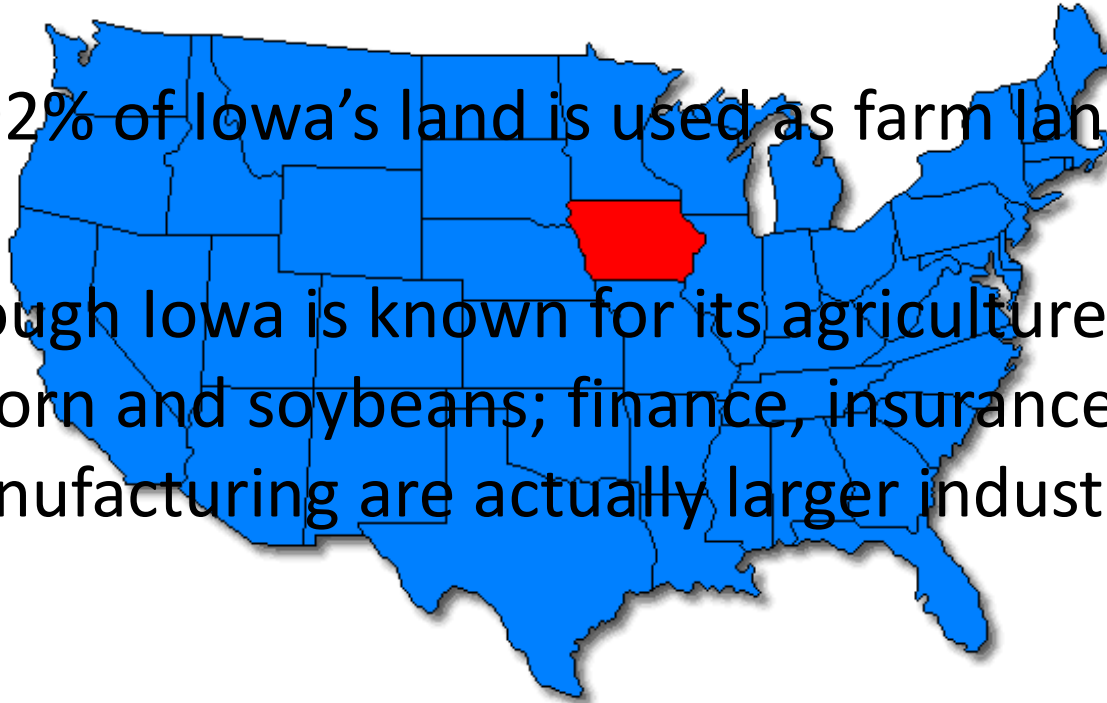 2% of Iowa’s land is used as farm lan
ough Iowa is known for its agriculture
orn and soybeans; finance, insurance
nufacturing are actually larger indust